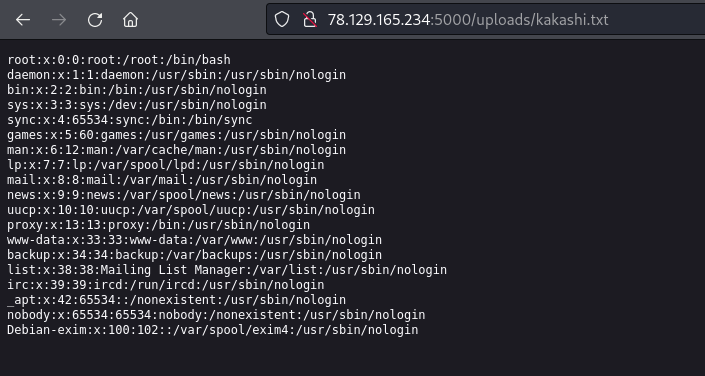 78.129.165.234:5000/uploads/kakashi.txt
root:x:0:0:root:/root:/bin/bash
daemon:x:1:1:daemon:/usr/sbin:/usr/sbin/nologin
bin:x:2:2:bin:/bin:/usr/sbin/nologin
sys:x:3:3:sys:/dev:/usr/sbin/nologin
sync:x:4:65534:sync:/bin:/bin/sync
games:x:5:60:games:/usr/games:/usr/sbin/nologin
man:x:6:12:man:/var/cache/man:/usr/sbin/nologin
lp:x:7:7:lp:/var/spool/lpd:/usr/sbin/nologin
mail:x:8:8:mail:/var/mail:/usr/sbin/nologin
news:x:9:9:news:/var/spool/news:/usr/sbin/nologin
uucp:x:10:10:uucp:/var/spool/uucp:/usr/sbin/nologin
proxy:x:13:13:proxy:/bin:/usr/sbin/nologin
www-data:x:33:33:www-data:/var/www:/usr/sbin/nologin
backup:x:34:34:backup:/var/backups:/usr/sbin/nologin
list:x:38:38:Mailing List Manager:/var/list:/usr/sbin/nologin
irc:x:39:39:ircd:/run/ircd:/usr/sbin/nologin
_apt:x:42:65534::/nonexistent:/usr/sbin/nologin
nobody:x:65534:65534:nobody:/nonexistent:/usr/sbin/nologin
Debian-exim:x:100:102::/var/spool/exim4:/usr/sbin/nologin